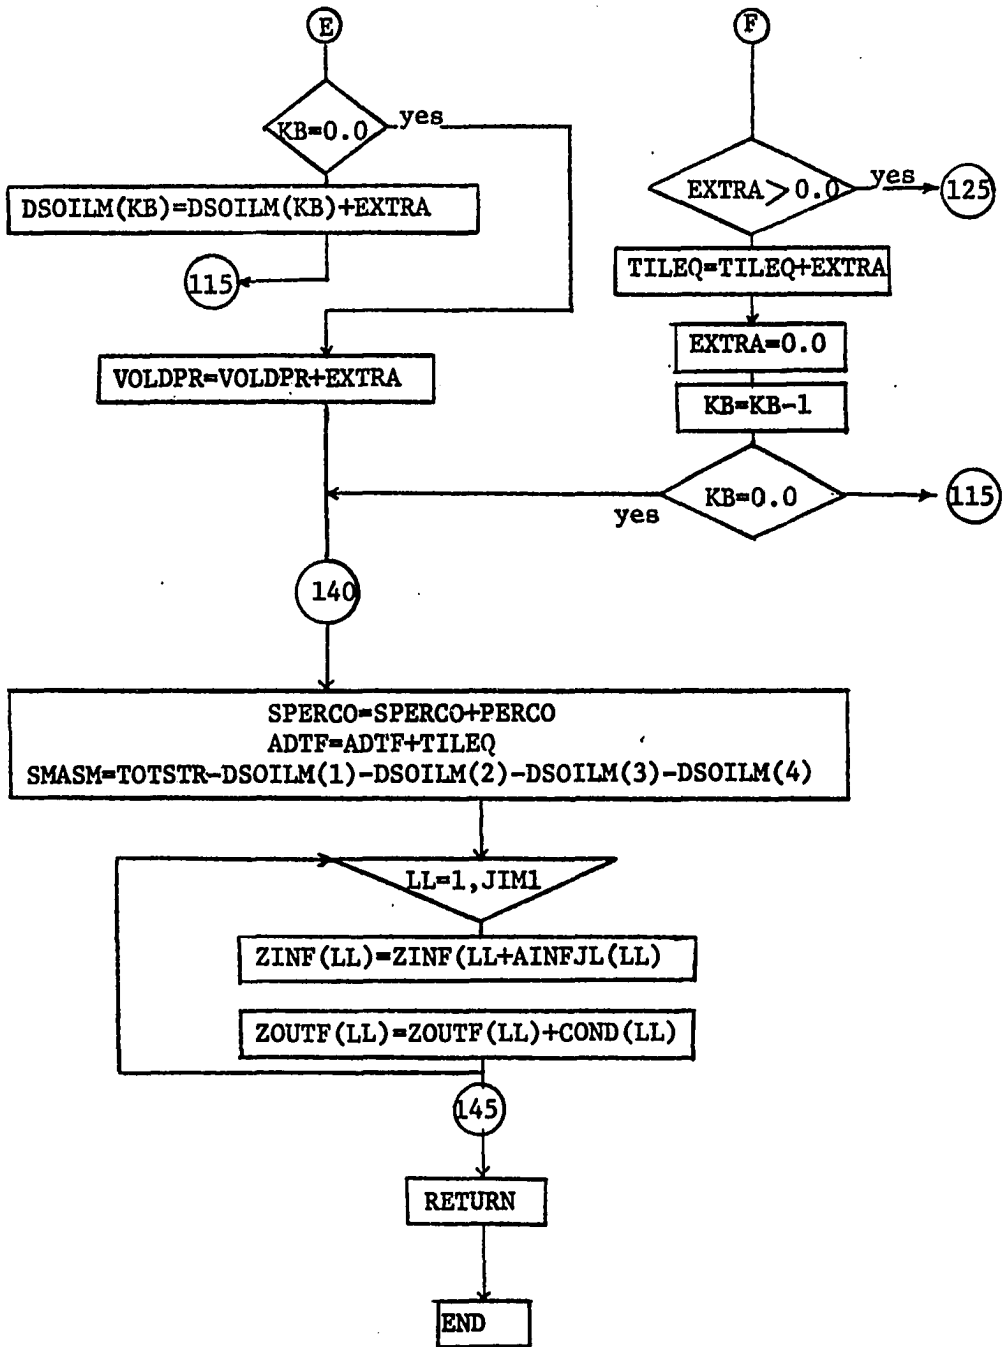 E
KB=0.0
yes
DSOILM(KB)=DSOILM(KB)+EXTRA
115
VOLDPR=VOLDPR+EXTRA
F
EXTRA>0.0
yes
125
TILEQ=TILEQ+EXTRA
EXTRA=0.0
KB=KB-1
KB=0.0
yes
115
140
SPERCO=SPERCO+PERCO
ADTF=ADTF+TILEQ
SMASM=TOTSTR-DSOILM(1)-DSOILM(2)-DSOILM(3)-DSOILM(4)
LL=1,JIM1
ZINF(LL)=ZINF(LL+AINFJL(LL)
ZOUTF(LL)=ZOUTF(LL)+COND(LL)
145
RETURN
END